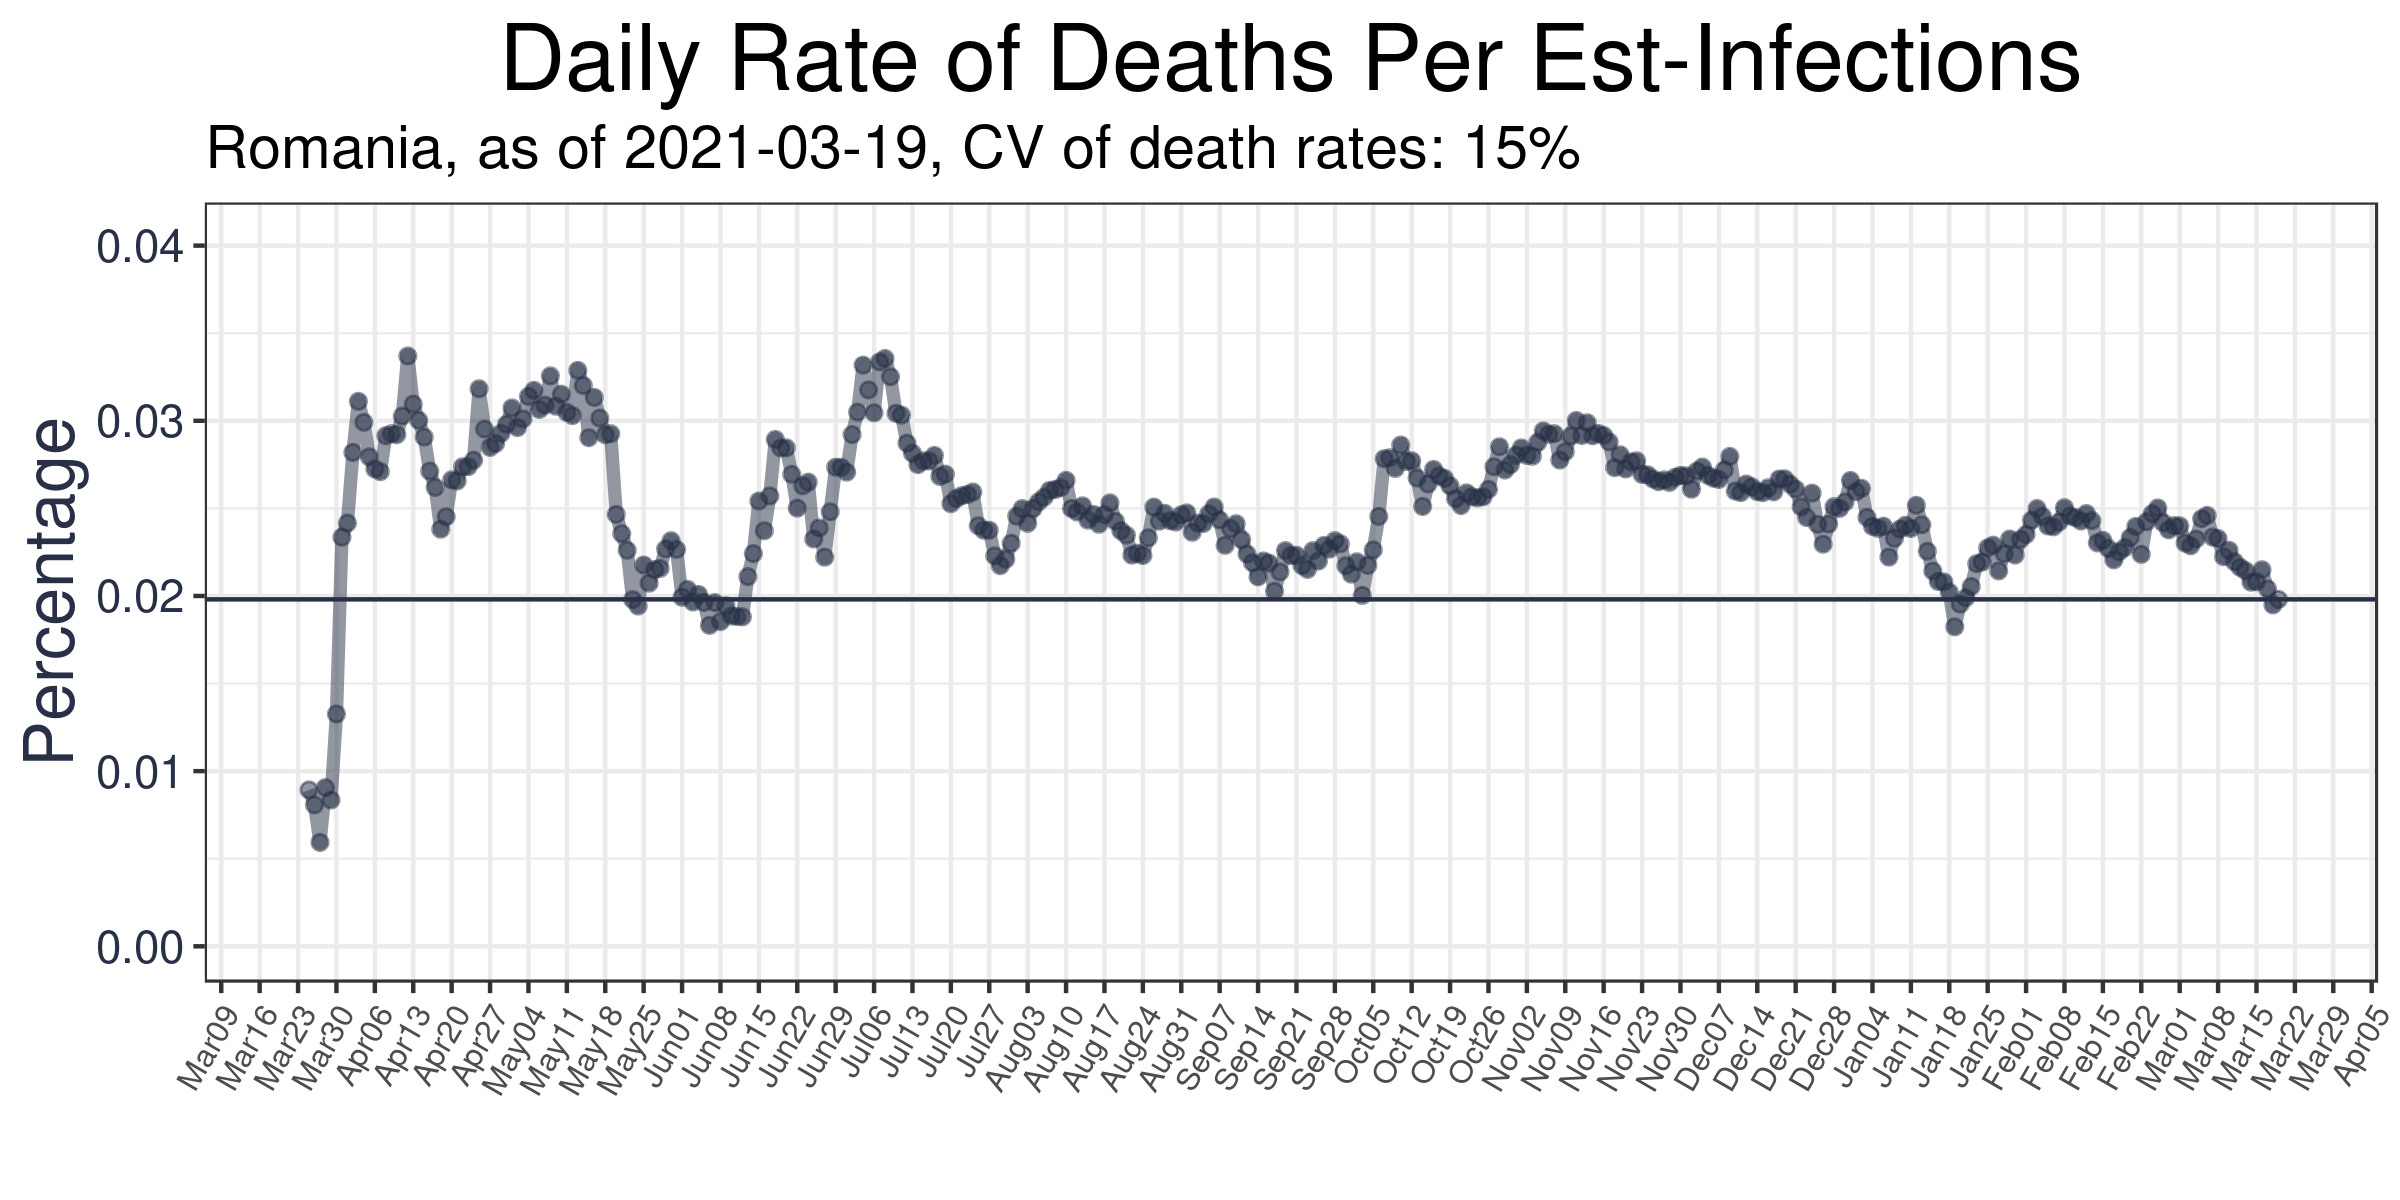 Daily Rate of Deaths Per Est-Infections
Romania, as of 2021-03-19, CV of death rates: 15%
Percentage
0.04
0.03
0.02
0.01
0.00
Mar09
Mar16
Mar23
Mar30
Apr06
Apr13
Apr20
Apr27
May04
May11
May18
May25
Jun01
Jun08
Jun15
Jun22
Jun29
Jul06
Jul13
Jul20
Jul27
Aug03
Aug10
Aug17
Aug24
Aug31
Sep07
Sep14
Sep21
Sep28
Oct05
Oct12
Oct19
Oct26
Nov02
Nov09
Nov16
Nov23
Nov30
Dec07
Dec14
Dec21
Dec28
Jan04
Jan11
Jan18
Jan25
Feb01
Feb08
Feb15
Feb22
Mar01
Mar08
Mar15
Mar22
Mar29
Apr05